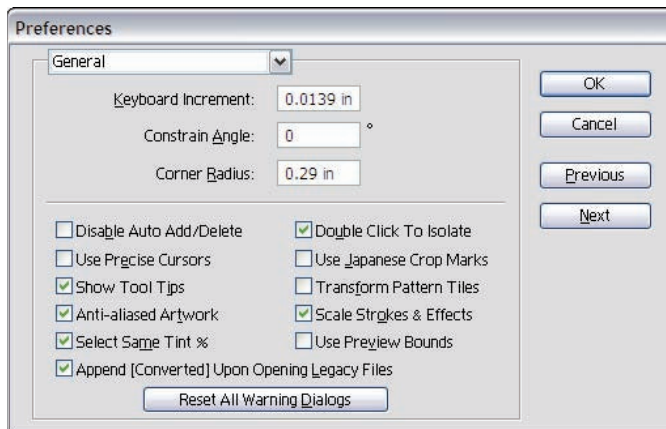 Preferences
General
Keyboard Increment: 0.0139 in
Constrain Angle: 0 °
Corner Radius: 0.29 in
OK
Cancel
Previous
Next
Disable Auto Add/Delete
Double Click To Isolate
Use Precise Cursors
Use Japanese Crop Marks
Show Tool Tips
Transform Pattern Tiles
Anti-aliased Artwork
Scale Strokes & Effects
Select Same Tint %
Use Preview Bounds
Append [Converted] Upon Opening Legacy Files
Reset All Warning Dialogs